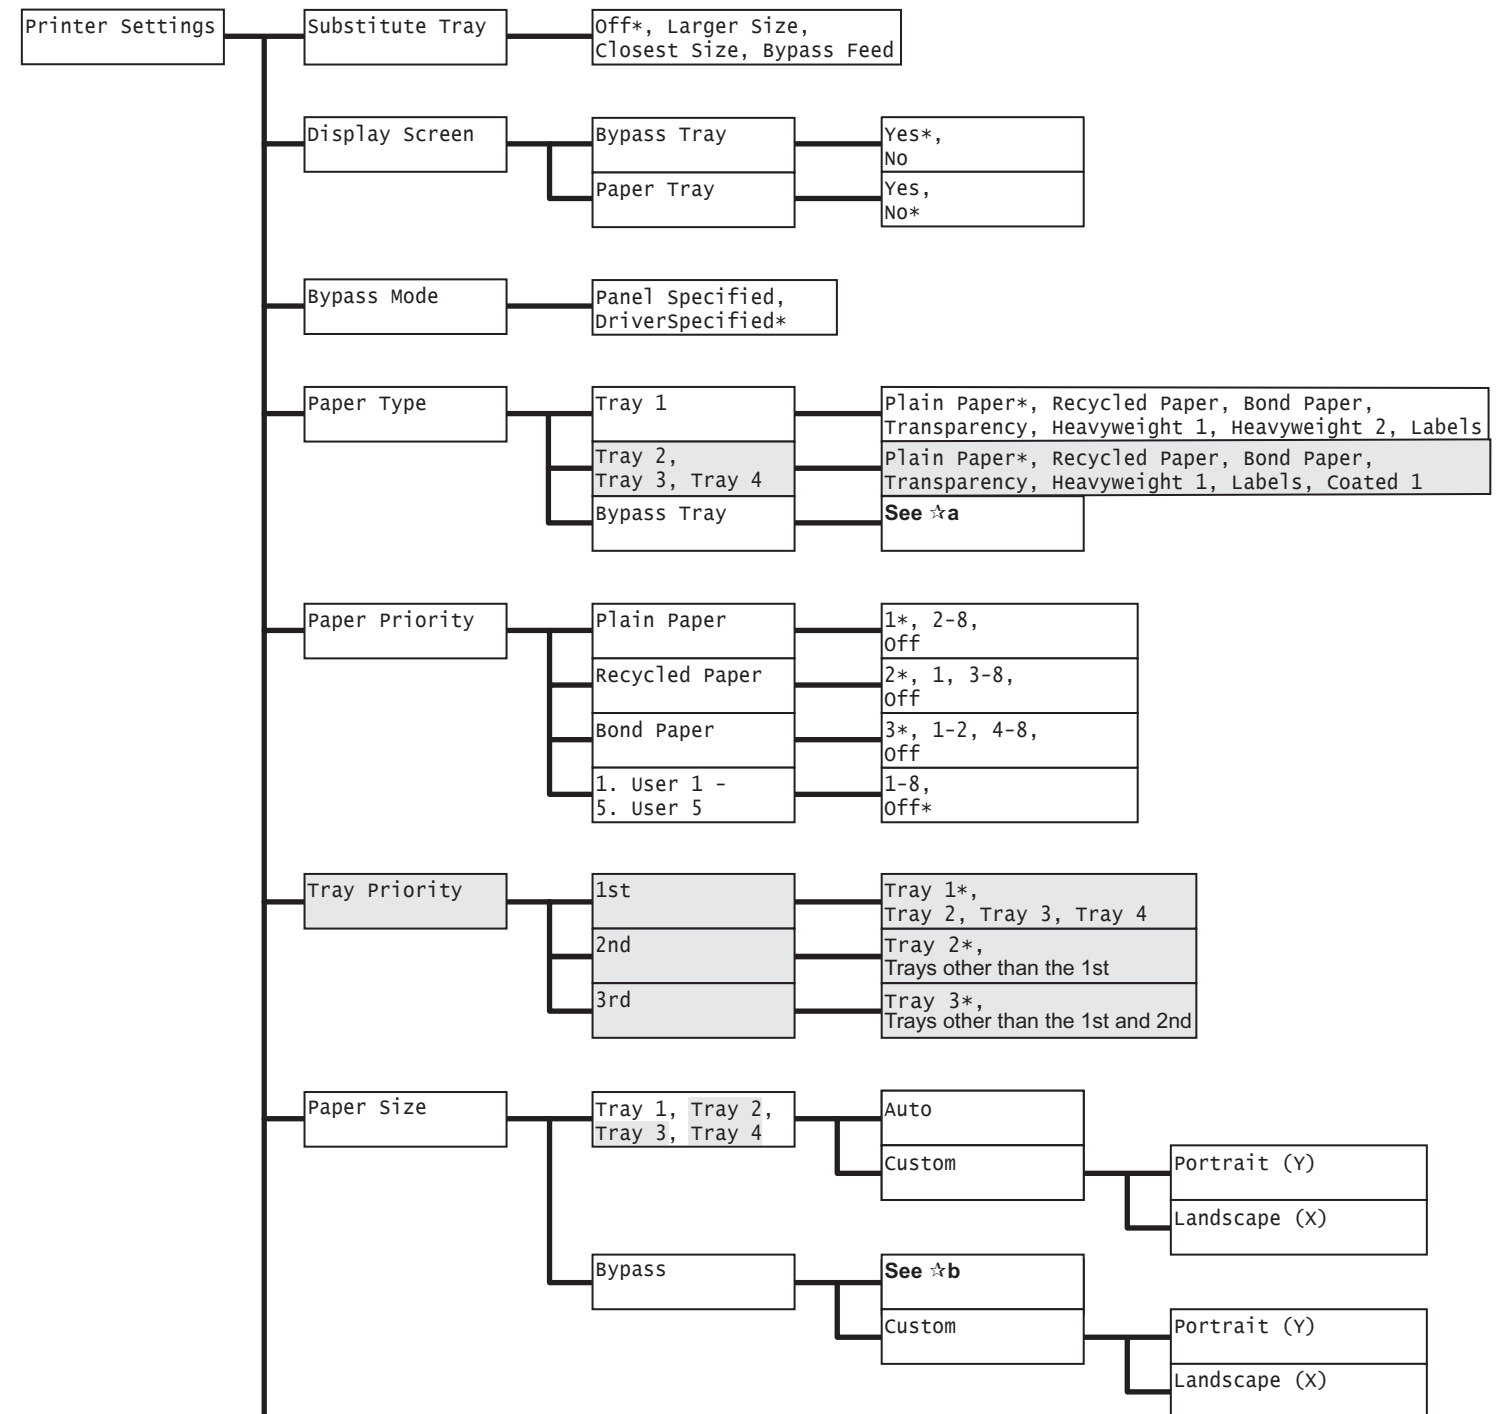 Printer Settings
Substitute Tray
Off*, Larger Size,
Closest Size, Bypass Feed
Display Screen
Bypass Tray
Yes*,
No
Paper Tray
Yes,
No*
Bypass Mode
Panel Specified,
DriverSpecified*
Paper Type
Tray 1
Plain Paper*, Recycled Paper, Bond Paper,
Transparency, Heavyweight 1, Heavyweight 2, Labels
Tray 2,
Tray 3, Tray 4
Plain Paper*, Recycled Paper, Bond Paper,
Transparency, Heavyweight 1, Labels, Coated 1
Bypass Tray
See ☆a
Paper Priority
Plain Paper
1*, 2-8,
Off
Recycled Paper
2*, 1, 3-8,
Off
Bond Paper
3*, 1-2, 4-8,
Off
1. User 1 -
5. User 5
1-8,
Off*
Tray Priority
1st
Tray 1*,
Tray 2, Tray 3, Tray 4
2nd
Tray 2*,
Trays other than the 1st
3rd
Tray 3*,
Trays other than the 1st and 2nd
Paper Size
Tray 1, Tray 2,
Tray 3, Tray 4
Auto
Custom
Portrait (Y)
Landscape (X)
Bypass
See ☆b
Custom
Portrait (Y)
Landscape (X)